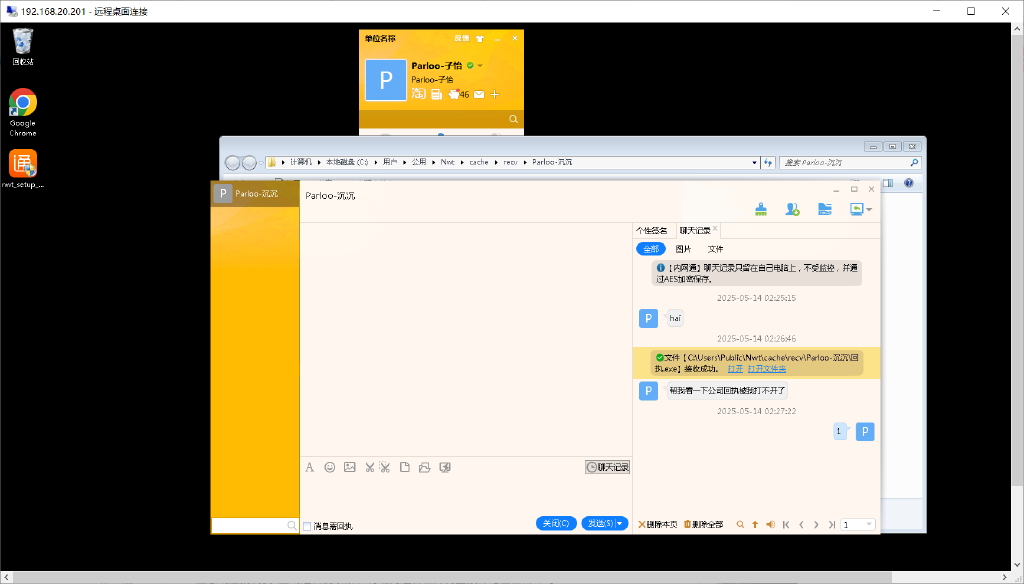 192.168.20.201 - 远程桌面连接
回收站
Google
Chrome
nwt_setup_...
单位名称
Parloo-子怡
Parloo-子怡
46
计算机 ▸ 本地磁盘 (C:) ▸ 用户 ▸ 公用 ▸ Nwt ▸ cache ▸ recv ▸ Parloo-沉沉
搜索 Parloo-沉沉
P Parloo-沉沉
Parloo-沉沉
个性签名 聊天记录
全部 图片 文件
【内网通】聊天记录只留在自己电脑上，不受监控，并通
过AES加密保存。
2025-05-14 02:25:15
P hai
2025-05-14 02:26:46
文件【C:\Users\Public\Nwt\cache\recv\Parloo-沉沉\回
执.exe】接收成功。 打开 打开文件夹
P 帮我看一下公司回执被我打不开了
2025-05-14 02:27:22
1 P
聊天记录
消息需回执 关闭(C) 发送(S)
删除本页 删除全部 1